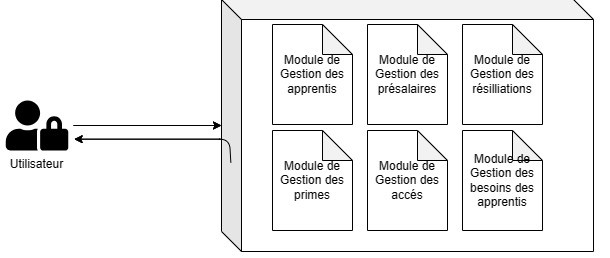 Module de
Gestion des
apprentis
Module de
Gestion des
présalaires
Module de
Gestion des
résilliations
Utilisateur
Module de
Gestion des
primes
Module de
Gestion des
accés
Module de
Gestion des
besoins des
apprentis